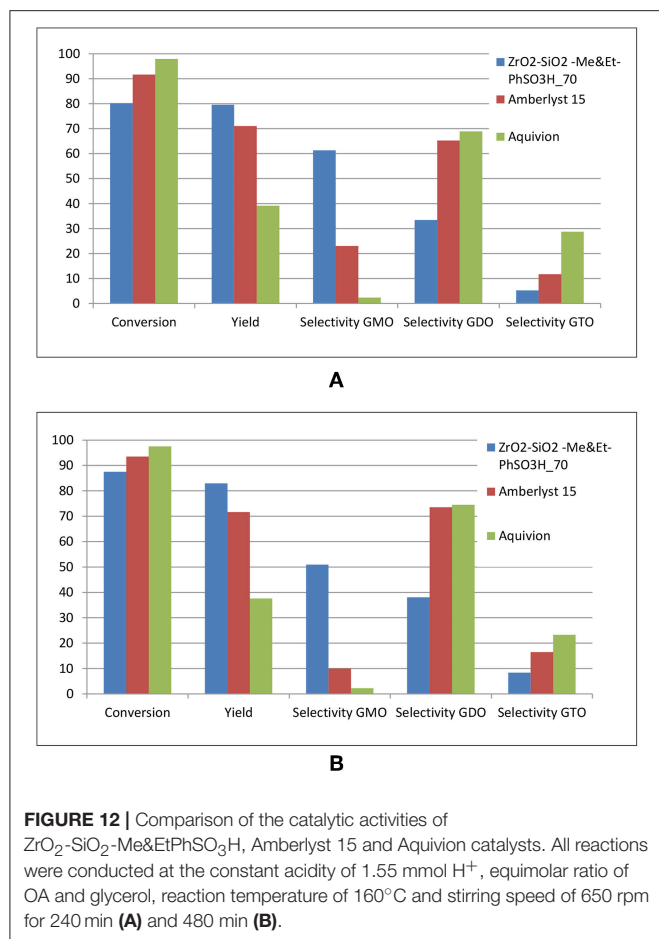 100
90
80
70
60
50
40
30
20
10
0
ZrO2-SiO2 -Me&Et-
PhSO3H_70
Amberlyst 15
Aquivion
Conversion Yield Selectivity GMO Selectivity GDO Selectivity GTO
A
100
90
80
70
60
50
40
30
20
10
0
ZrO2-SiO2 -Me&Et-
PhSO3H_70
Amberlyst 15
Aquivion
Conversion Yield Selectivity GMO Selectivity GDO Selectivity GTO
B
FIGURE 12 | Comparison of the catalytic activities of
ZrO₂-SiO₂-Me&EtPhSO₃H, Amberlyst 15 and Aquivion catalysts. All reactions
were conducted at the constant acidity of 1.55 mmol H⁺, equimolar ratio of
OA and glycerol, reaction temperature of 160°C and stirring speed of 650 rpm
for 240 min (A) and 480 min (B).